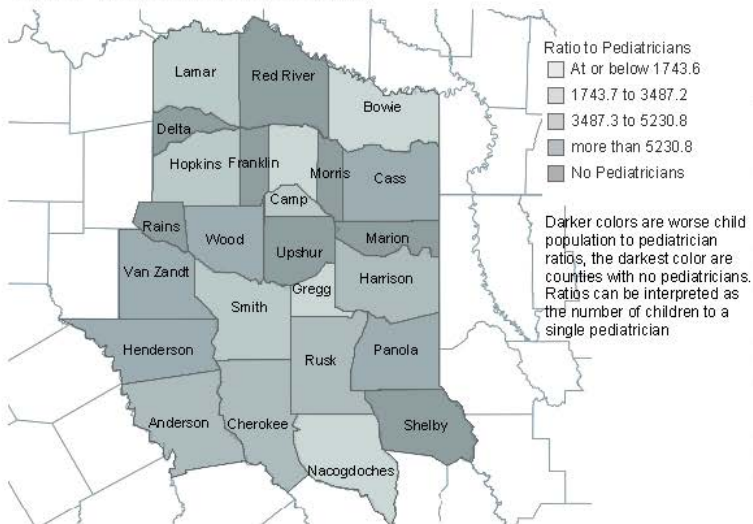 Ratio to Pediatricians
At or below 1743.6
1743.7 to 3487.2
3487.3 to 5230.8
more than 5230.8
No Pediatricians
Darker colors are worse child
population to pediatrician
ratios, the darkest color are
counties with no pediatricians.
Ratios can be interpreted as
the number of children to a
single pediatrician
Lamar
Red River
Bowie
Delta
Hopkins
Franklin
Morris
Cass
Camp
Rains
Wood
Upshur
Marion
Van Zandt
Harrison
Gregg
Smith
Henderson
Rusk
Panola
Anderson
Cherokee
Shelby
Nacogdoches